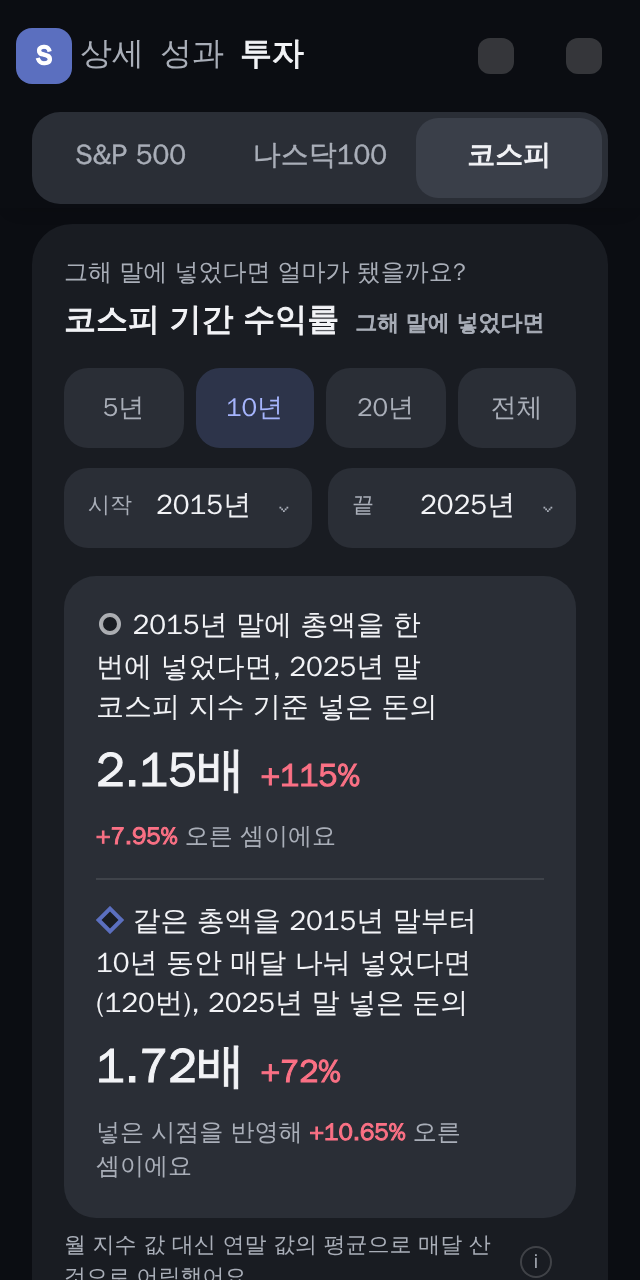 S 상세 성과 투자
S&P 500 나스닥100 코스피
그해 말에 넣었다면 얼마가 됐을까요?
코스피 기간 수익률 그해 말에 넣었다면
5년 10년 20년 전체
시작 2015년 끝 2025년
2015년 말에 총액을 한
번에 넣었다면, 2025년 말
코스피 지수 기준 넣은 돈의
2.15배 +115%
+7.95% 오른 셈이에요
같은 총액을 2015년 말부터
10년 동안 매달 나눠 넣었다면
(120번), 2025년 말 넣은 돈의
1.72배 +72%
넣은 시점을 반영해 +10.65% 오른
셈이에요
월 지수 값 대신 연말 값의 평균으로 매달 산
i
것으로 어림했어요